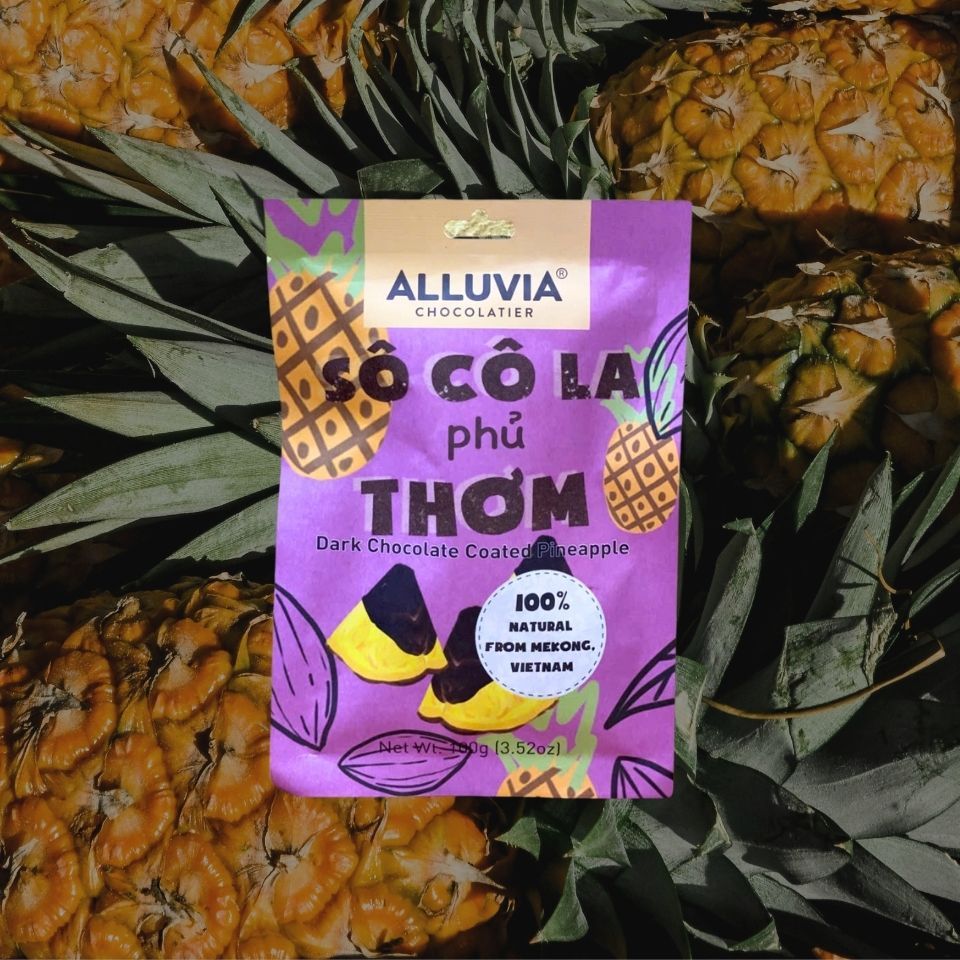 ALLUVIA®
CHOCOLATIER
SÔ CÔ LA
phủ
THƠM
Dark Chocolate Coated Pineapple
100%
NATURAL
FROM MEKONG,
VIETNAM
Net Wt. 100g (3.52oz)